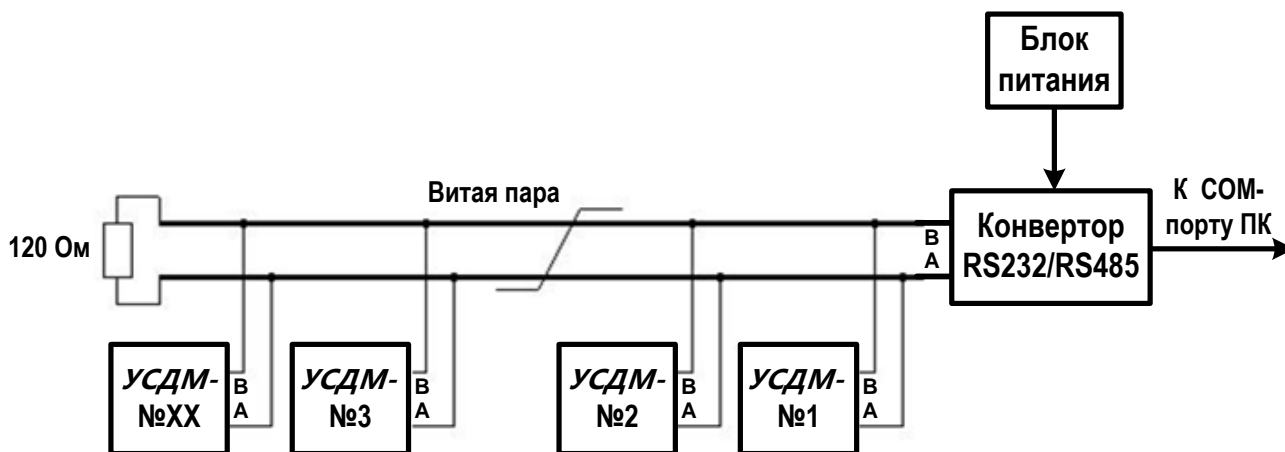 Блок
питания
Витая пара
120 Ом
B
A
Конвертор
RS232/RS485
К COM-
порту ПК
УСДМ-
№XX
B
A
УСДМ-
№3
B
A
УСДМ-
№2
B
A
УСДМ-
№1
B
A